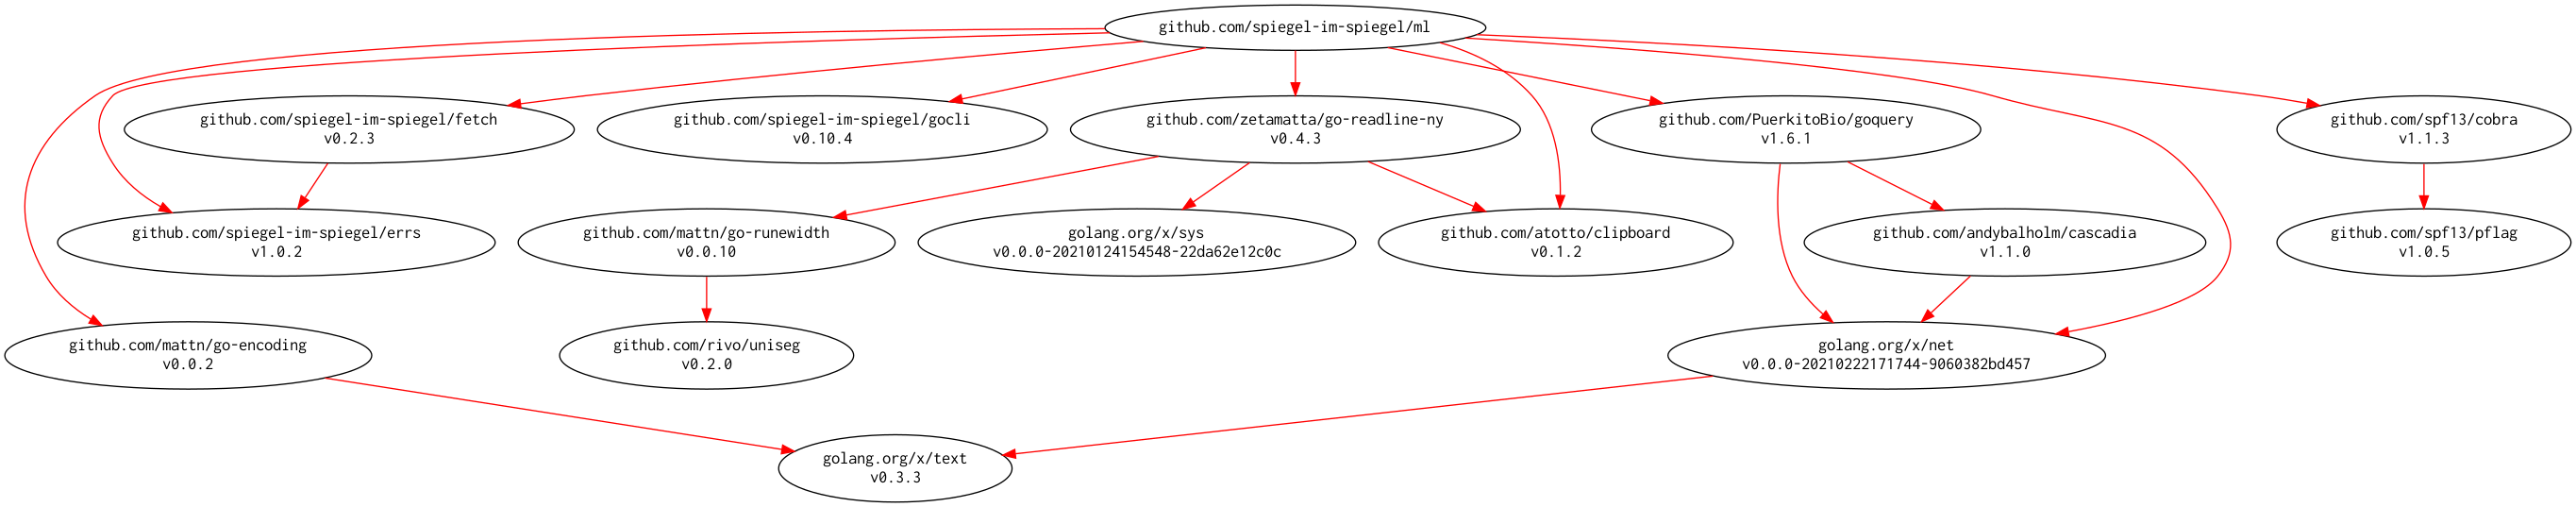 github.com/spiegel-im-spiegel/ml
github.com/spiegel-im-spiegel/fetch
v0.2.3
github.com/spiegel-im-spiegel/gocli
v0.10.4
github.com/zetamatta/go-readline-ny
v0.4.3
github.com/PuerkitoBio/goquery
v1.6.1
github.com/spf13/cobra
v1.1.3
github.com/spiegel-im-spiegel/errs
v1.0.2
github.com/mattn/go-runewidth
v0.0.10
golang.org/x/sys
v0.0.0-20210124154548-22da62e12c0c
github.com/atotto/clipboard
v0.1.2
github.com/andybalholm/cascadia
v1.1.0
github.com/spf13/pflag
v1.0.5
github.com/mattn/go-encoding
v0.0.2
github.com/rivo/uniseg
v0.2.0
golang.org/x/net
v0.0.0-20210222171744-9060382bd457
golang.org/x/text
v0.3.3